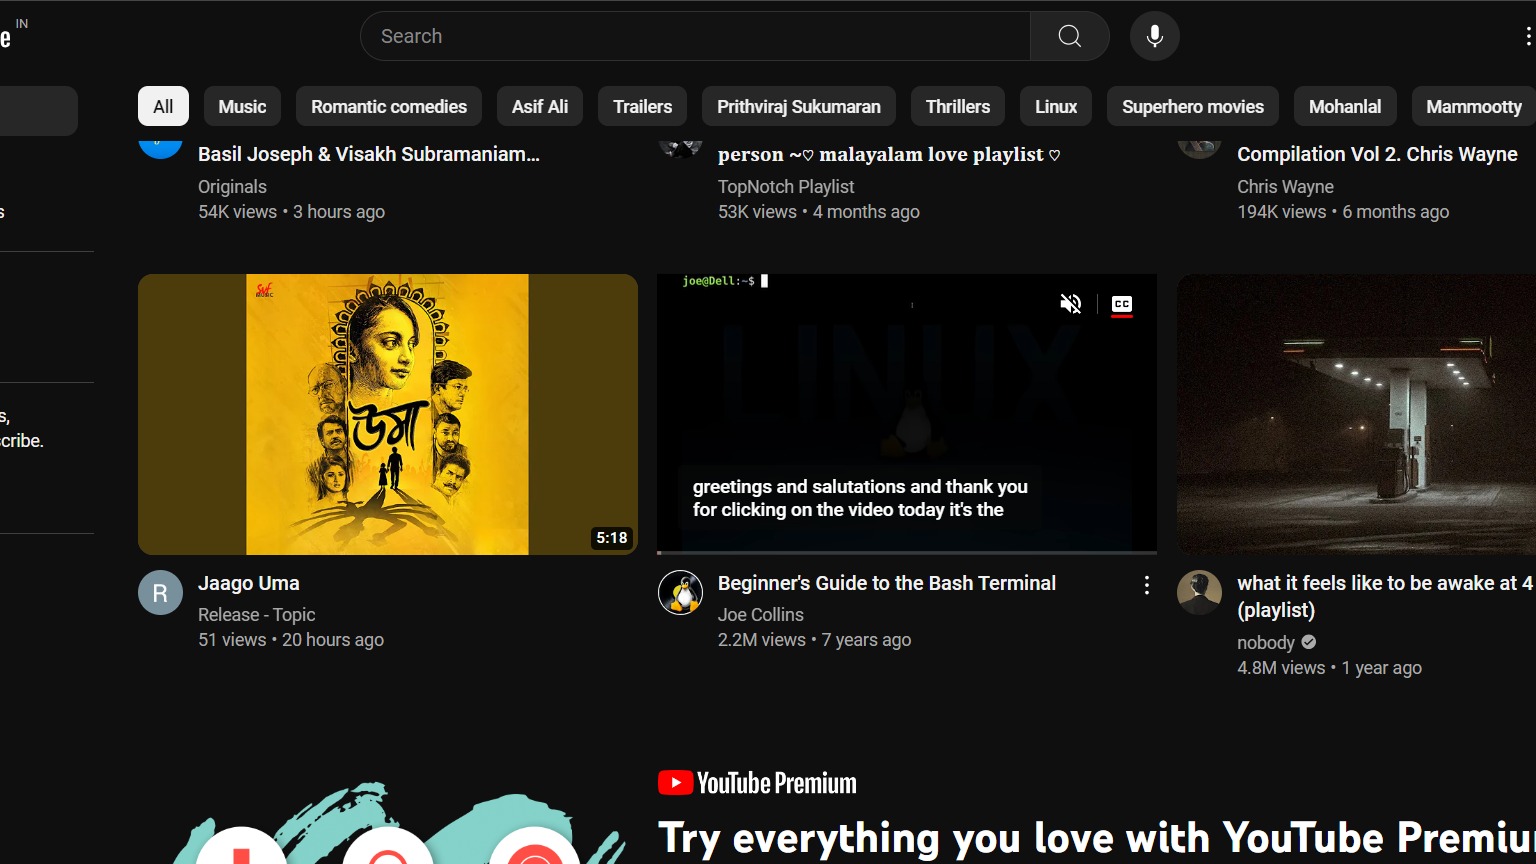 e IN
Search
All Music Romantic comedies Asif Ali Trailers Prithviraj Sukumaran Thrillers Linux Superhero movies Mohanlal Mammootty
Basil Joseph & Visakh Subramaniam...
Originals
54K views • 3 hours ago
person ~♡ malayalam love playlist ♡
TopNotch Playlist
53K views • 4 months ago
Compilation Vol 2. Chris Wayne
Chris Wayne
194K views • 6 months ago
s
s,
cribe.
SVF
MUSIC
উমা
5:18
R
Jaago Uma
Release - Topic
51 views • 20 hours ago
joe@Dell:~$
CC
LINUX
greetings and salutations and thank you
for clicking on the video today it's the
Beginner's Guide to the Bash Terminal
Joe Collins
2.2M views • 7 years ago
what it feels like to be awake at 4
(playlist)
nobody
4.8M views • 1 year ago
YouTube Premium
Try everything you love with YouTube Premiu